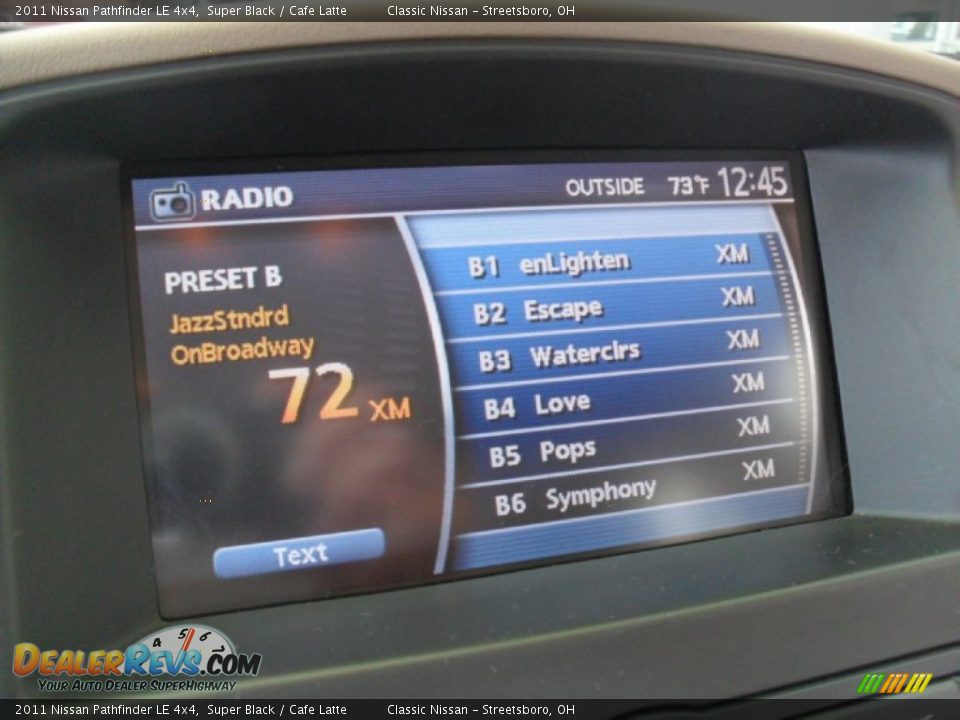 2011 Nissan Pathfinder LE 4x4, Super Black / Cafe Latte Classic Nissan - Streetsboro, OH
RADIO OUTSIDE 73°F 12:45
PRESET B
JazzStndrd
OnBroadway
72 XM
Text
B1 enLighten XM
B2 Escape XM
B3 Waterclrs XM
B4 Love XM
B5 Pops XM
B6 Symphony XM
4 5 6
DEALERREVS.COM
YOUR AUTO DEALER SUPERHIGHWAY
2011 Nissan Pathfinder LE 4x4, Super Black / Cafe Latte Classic Nissan - Streetsboro, OH